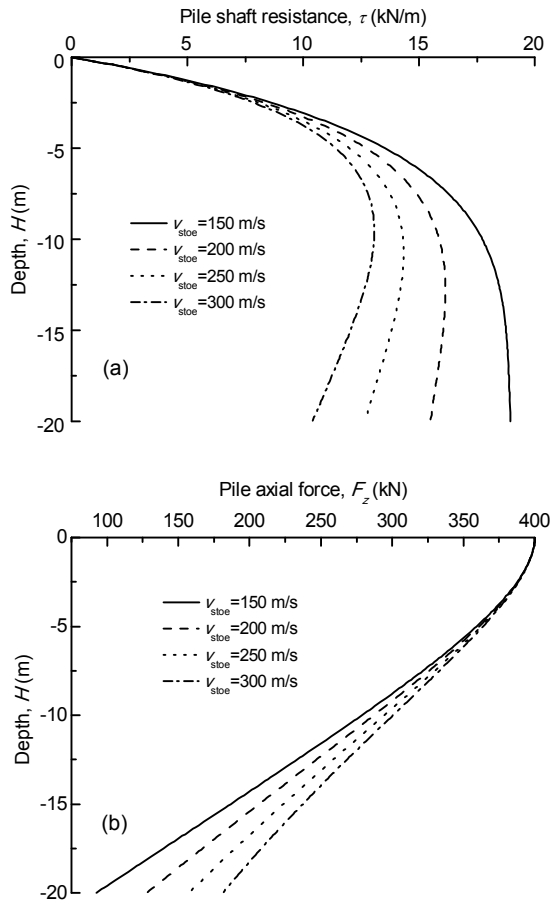 Pile shaft resistance, τ (kN/m)
0 5 10 15 20
0
-5
-10
-15
-20
Depth, H (m)
v_stoe=150 m/s
v_stoe=200 m/s
v_stoe=250 m/s
v_stoe=300 m/s
(a)
Pile axial force, F_z (kN)
100 150 200 250 300 350 400
0
-5
-10
-15
-20
Depth, H (m)
v_stoe=150 m/s
v_stoe=200 m/s
v_stoe=250 m/s
v_stoe=300 m/s
(b)